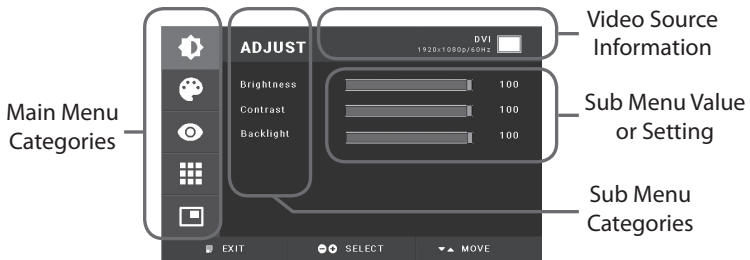 Video Source
Information
DVI
1920x1080p/60Hz
ADJUST
Brightness 100
Contrast 100
Backlight 100
Main Menu
Categories
Sub Menu Value
or Setting
Sub Menu
Categories
EXIT SELECT MOVE